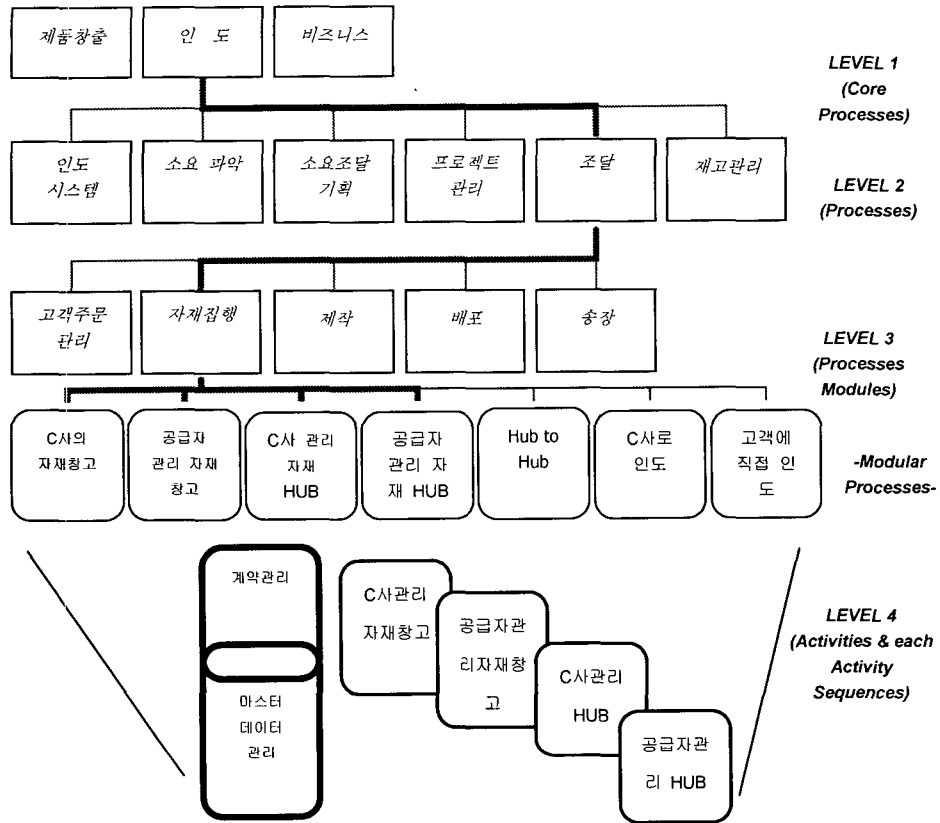 제품창출
인 도
비즈니스
LEVEL 1
(Core
Processes)
인도
시스템
소요 파악
소요조달
기획
프로젝트
관리
조달
재고관리
LEVEL 2
(Processes)
고객주문
관리
자재집행
제작
배포
송장
LEVEL 3
(Processes
Modules)
C사의
자재창고
공급자
관리 자재
창고
C사 관리
자재
HUB
공급자
관리 자
재 HUB
Hub to
Hub
C사로
인도
고객에
직접 인
도
-Modular
Processes-
계약관리
마스터
데이터
관리
C사관리
자재창고
공급자관
리자재창
고
C사관리
HUB
공급자관
리 HUB
LEVEL 4
(Activities & each
Activity
Sequences)